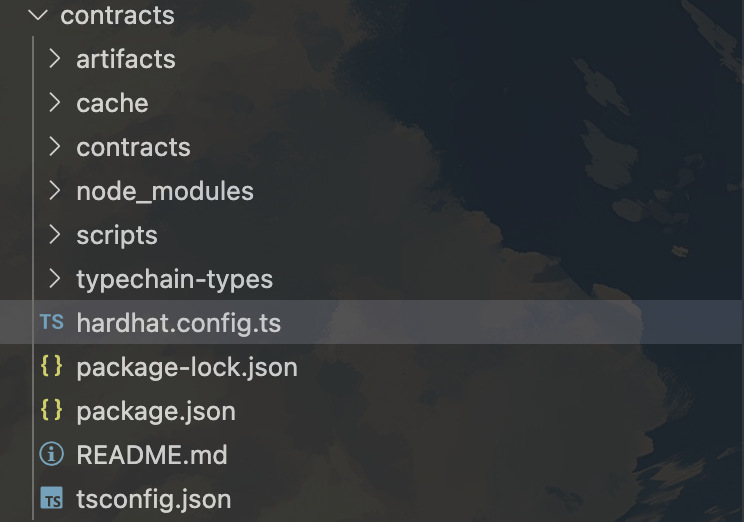 contracts
artifacts
cache
contracts
node_modules
scripts
typechain-types
TS hardhat.config.ts
{} package-lock.json
{} package.json
README.md
TS tsconfig.json